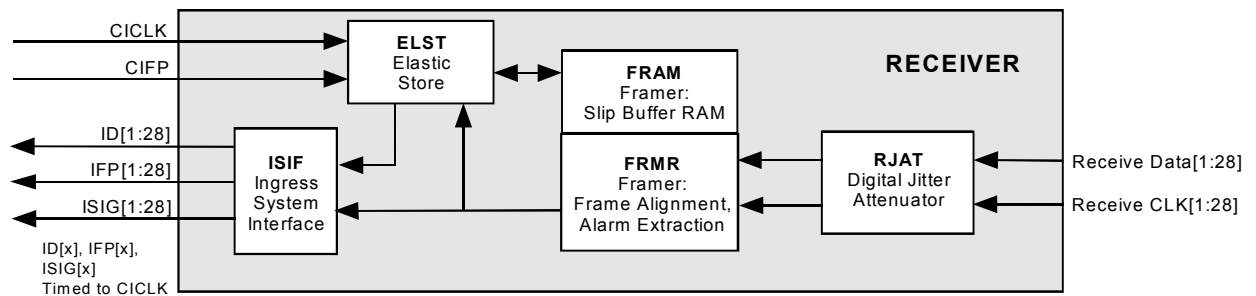 CICLK
CIFP
ID[1:28]
IFP[1:28]
ISIG[1:28]
ID[x], IFP[x],
ISIG[x]
Timed to CICLK
ELST
Elastic
Store
ISIF
Ingress
System
Interface
FRAM
Framer:
Slip Buffer RAM
FRMR
Framer:
Frame Alignment,
Alarm Extraction
RECEIVER
RJAT
Digital Jitter
Attenuator
Receive Data[1:28]
Receive CLK[1:28]